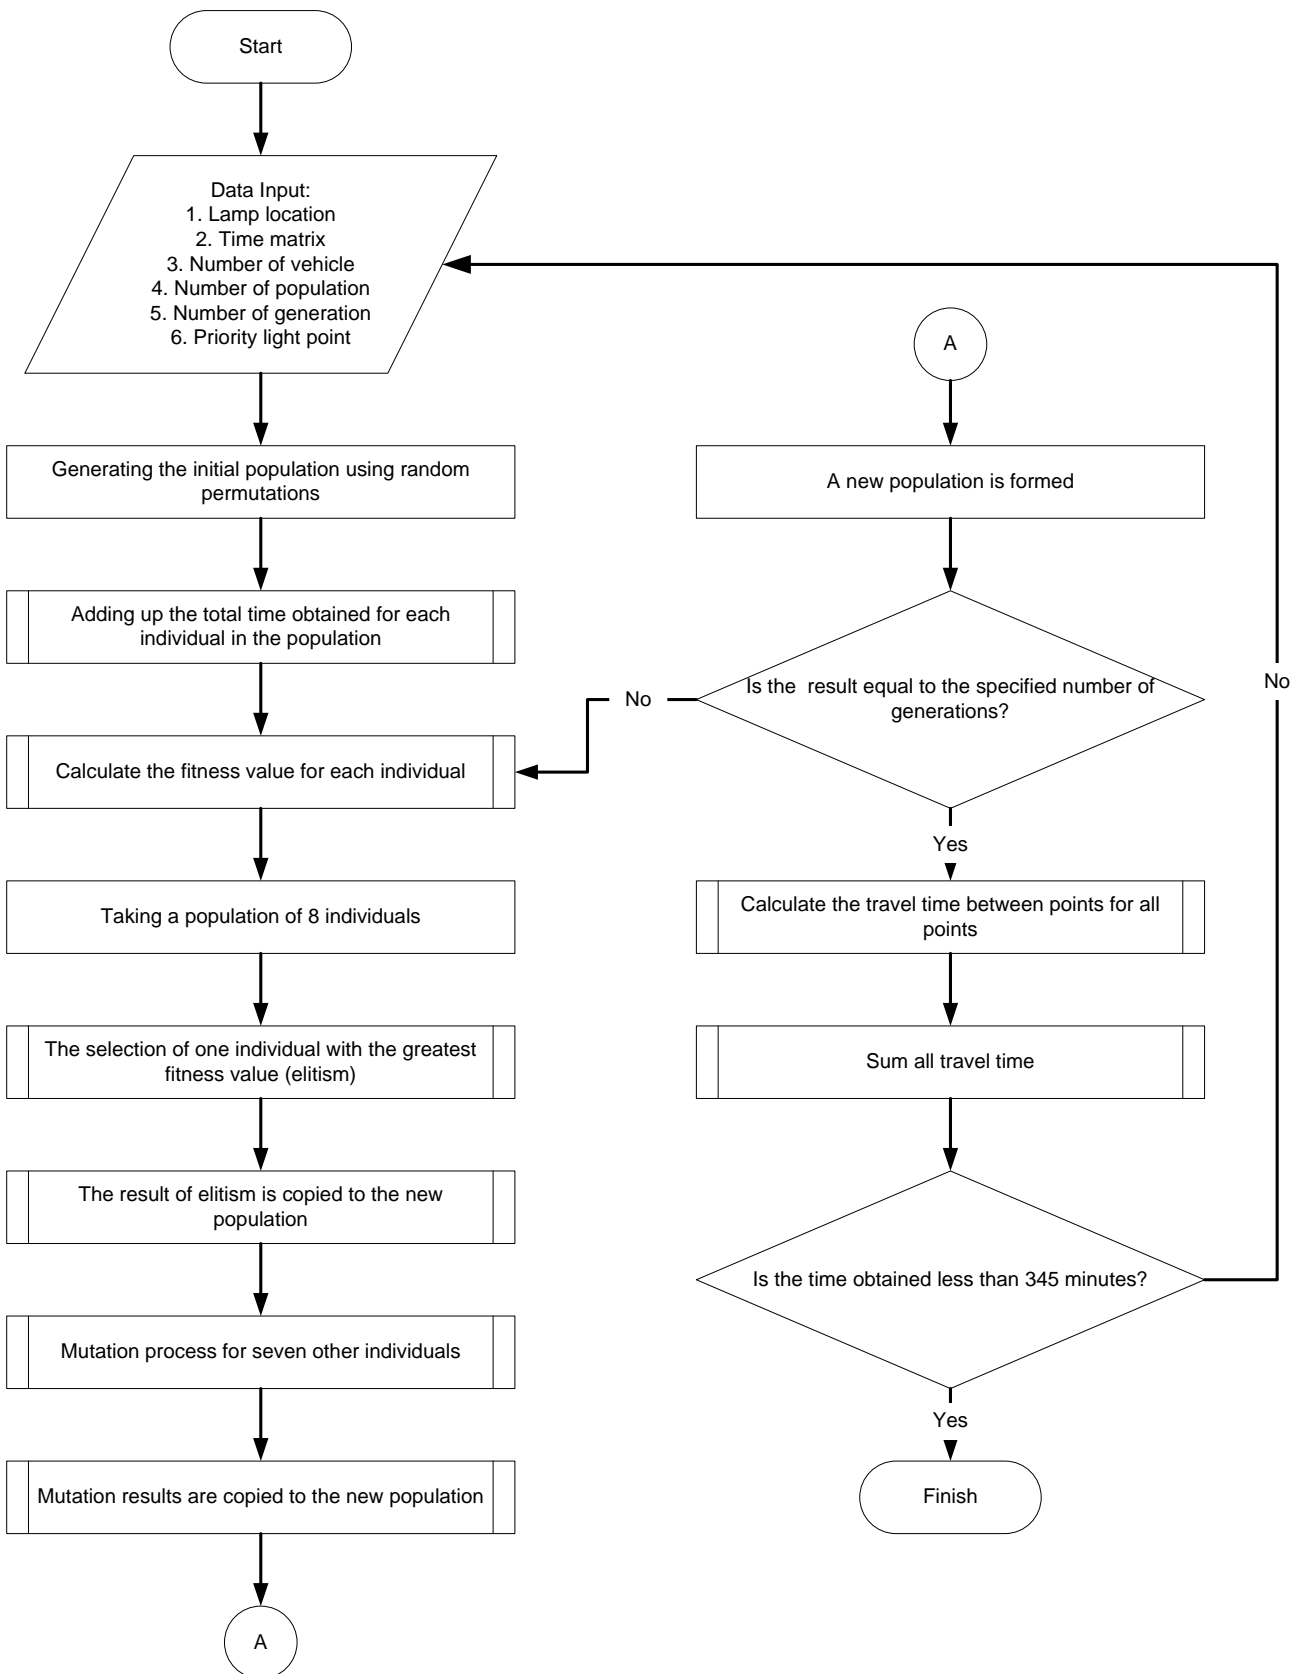 Start
Data Input:
1. Lamp location
2. Time matrix
3. Number of vehicle
4. Number of population
5. Number of generation
6. Priority light point
Generating the initial population using random
permutations
Adding up the total time obtained for each
individual in the population
Calculate the fitness value for each individual
Taking a population of 8 individuals
The selection of one individual with the greatest
fitness value (elitism)
The result of elitism is copied to the new
population
Mutation process for seven other individuals
Mutation results are copied to the new population
A
A
A new population is formed
Is the  result equal to the specified number of
generations?
No
Yes
Calculate the travel time between points for all
points
Sum all travel time
Is the time obtained less than 345 minutes?
No
Yes
Finish